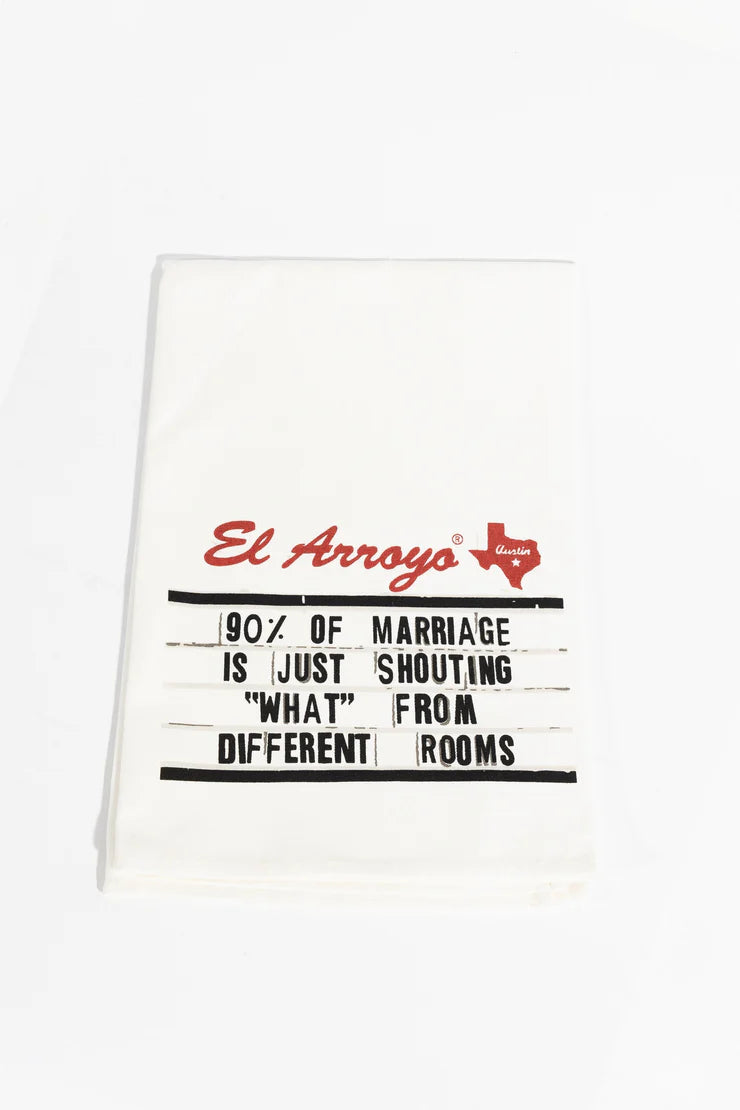 El Arroyo®
Austin
90% OF MARRIAGE
IS JUST SHOUTING
"WHAT" FROM
DIFFERENT ROOMS